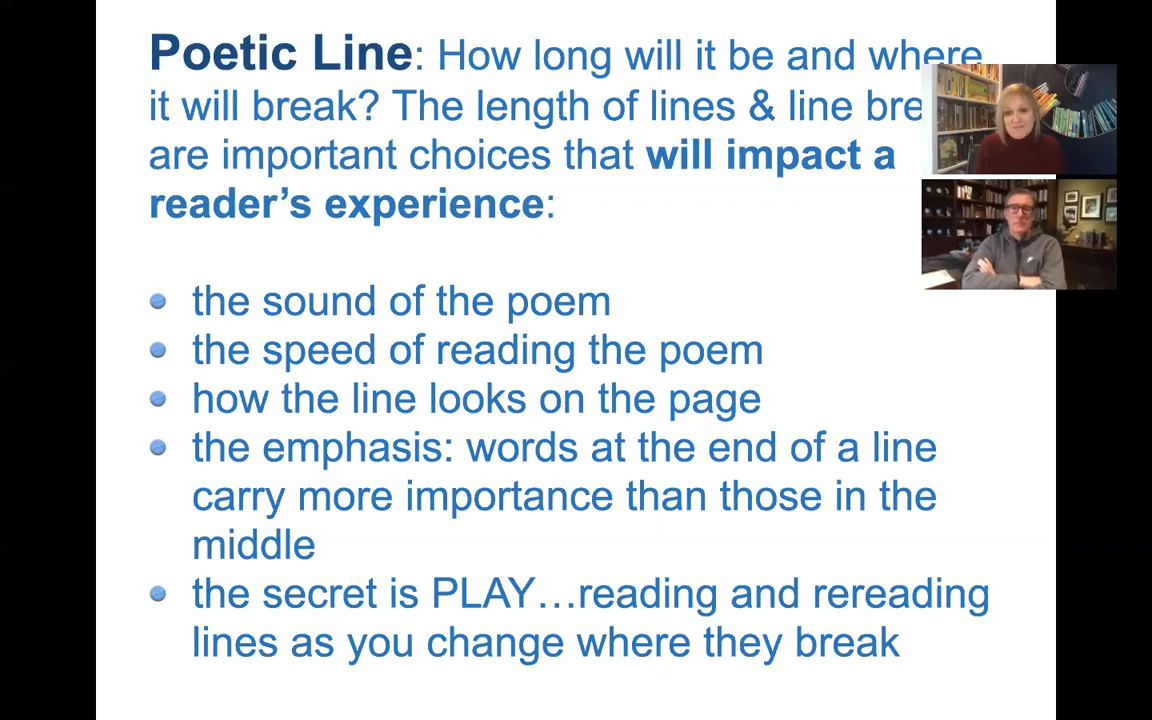 Poetic Line: How long will it be and where
it will break? The length of lines & line bre
are important choices that will impact a
reader's experience:
the sound of the poem
the speed of reading the poem
how the line looks on the page
the emphasis: words at the end of a line
carry more importance than those in the
middle
the secret is PLAY…reading and rereading
lines as you change where they break